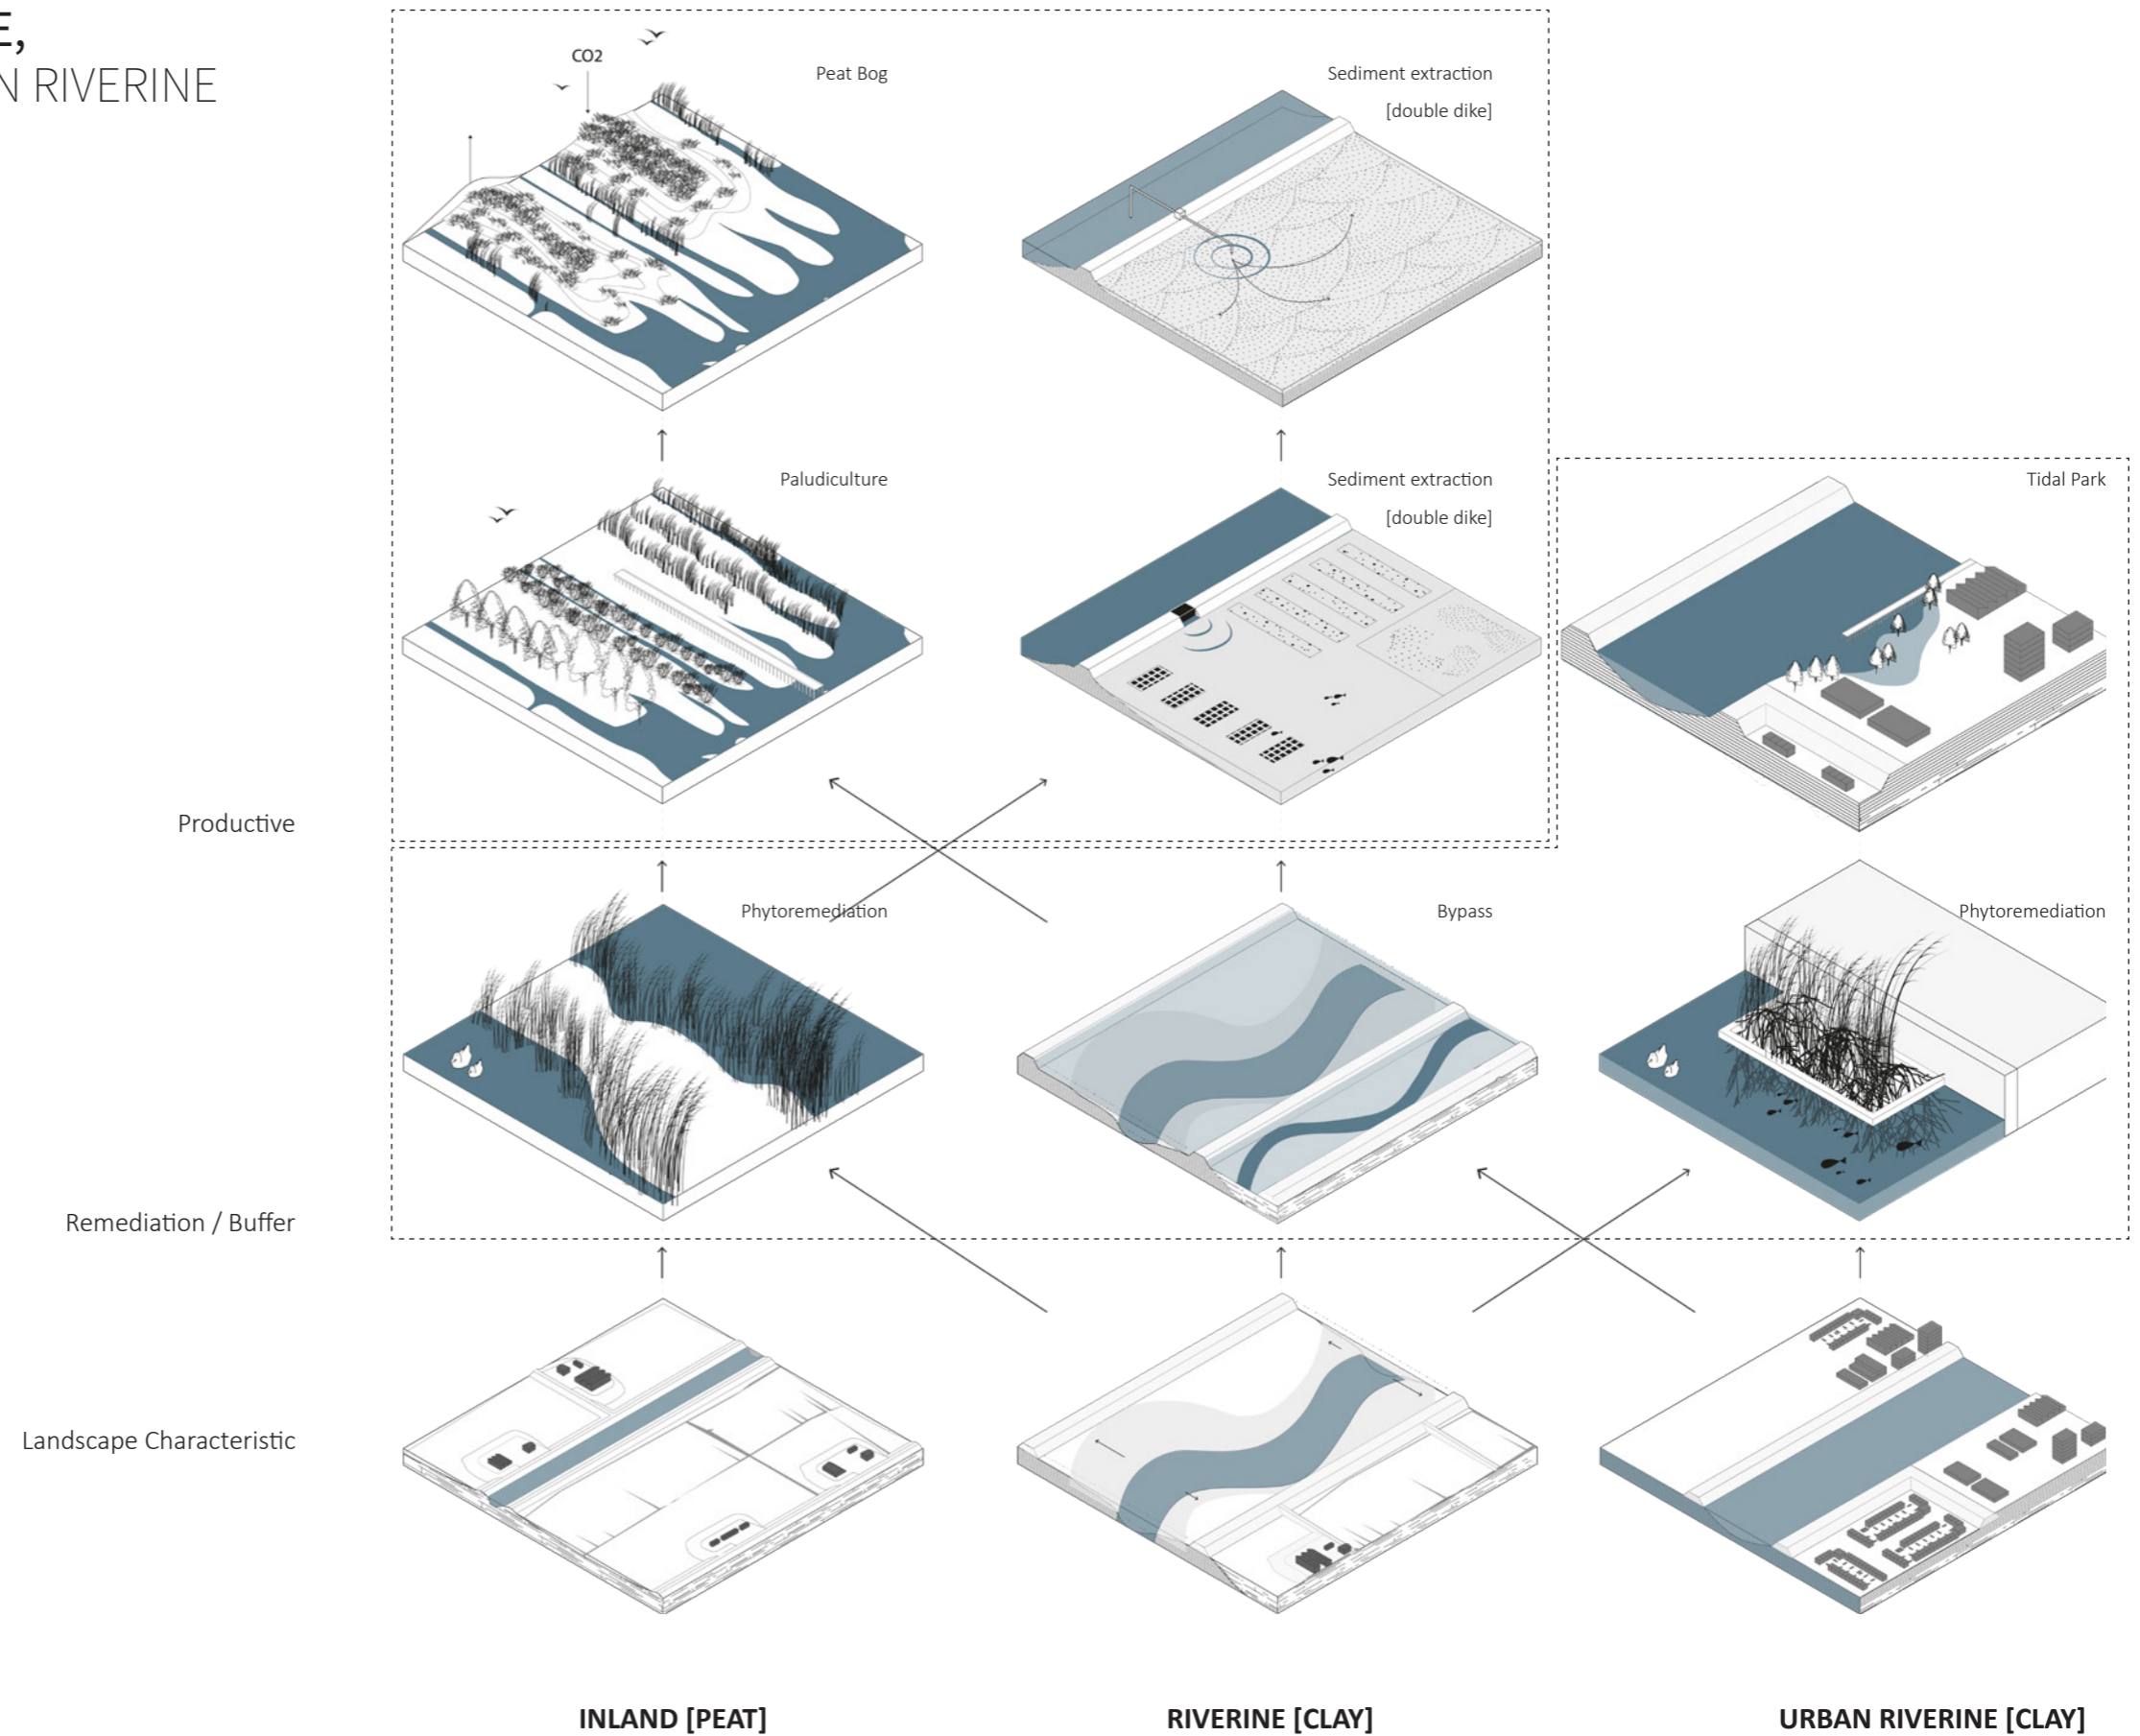 E,
N RIVERINE
CO2
Peat Bog
Sediment extraction
[double dike]
Paludiculture
Sediment extraction
[double dike]
Tidal Park
Productive
Phytoremediation
Bypass
Phytoremediation
Remediation / Buffer
Landscape Characteristic
INLAND [PEAT]
RIVERINE [CLAY]
URBAN RIVERINE [CLAY]